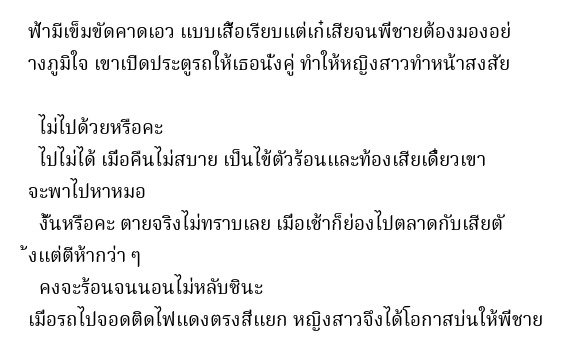 ฟ้ามีเข็มขัดคาดเอว แบบเสื้อเรียบแต่เก๋เสียจนพี่ชายต้องมองอย่
างภูมิใจ เขาเปิดประตูรถให้เธอนั่งคู่ ทำให้หญิงสาวทำหน้าสงสัย
ไม่ไปด้วยหรือคะ
ไปไม่ได้ เมื่อคืนไม่สบาย เป็นไข้ตัวร้อนและท้องเสียเดี๋ยวเขา
จะพาไปหาหมอ
งั้นหรือคะ ตายจริงไม่ทราบเลย เมื่อเช้าก็ย่องไปตลาดกับเสียตั
้งแต่ตีห้ากว่า ๆ
คงจะร้อนจนนอนไม่หลับซินะ
เมื่อรถไปจอดติดไฟแดงตรงสี่แยก หญิงสาวจึงได้โอกาสบ่นให้พี่ชาย